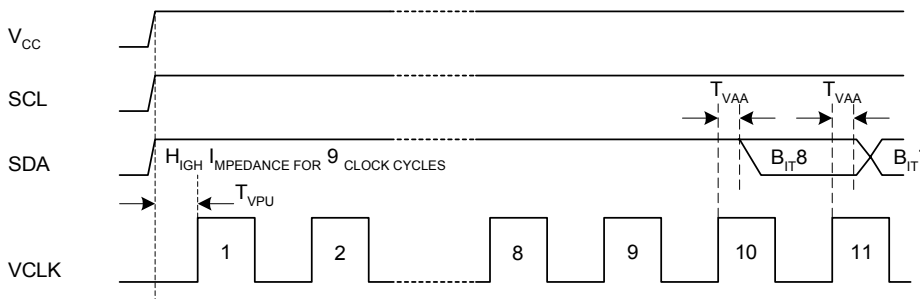 VCC
SCL
TVAA TVAA
SDA
HIGH IMPEDANCE FOR 9 CLOCK CYCLES
BIT8
BIT7
TVPU
VCLK
1
2
8
9
10
11